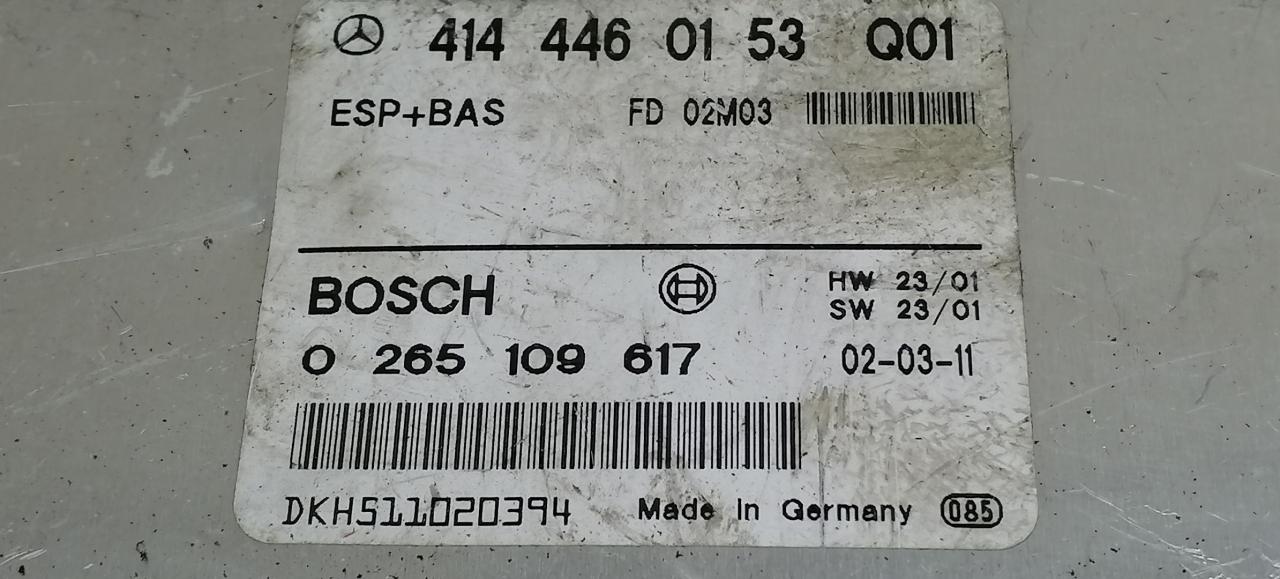 414 446 01 53 Q01
ESP+BAS FD 02M03
BOSCH HW 23/01
SW 23/01
0 265 109 617 02-03-11
DKHS11020394 Made In Germany 085